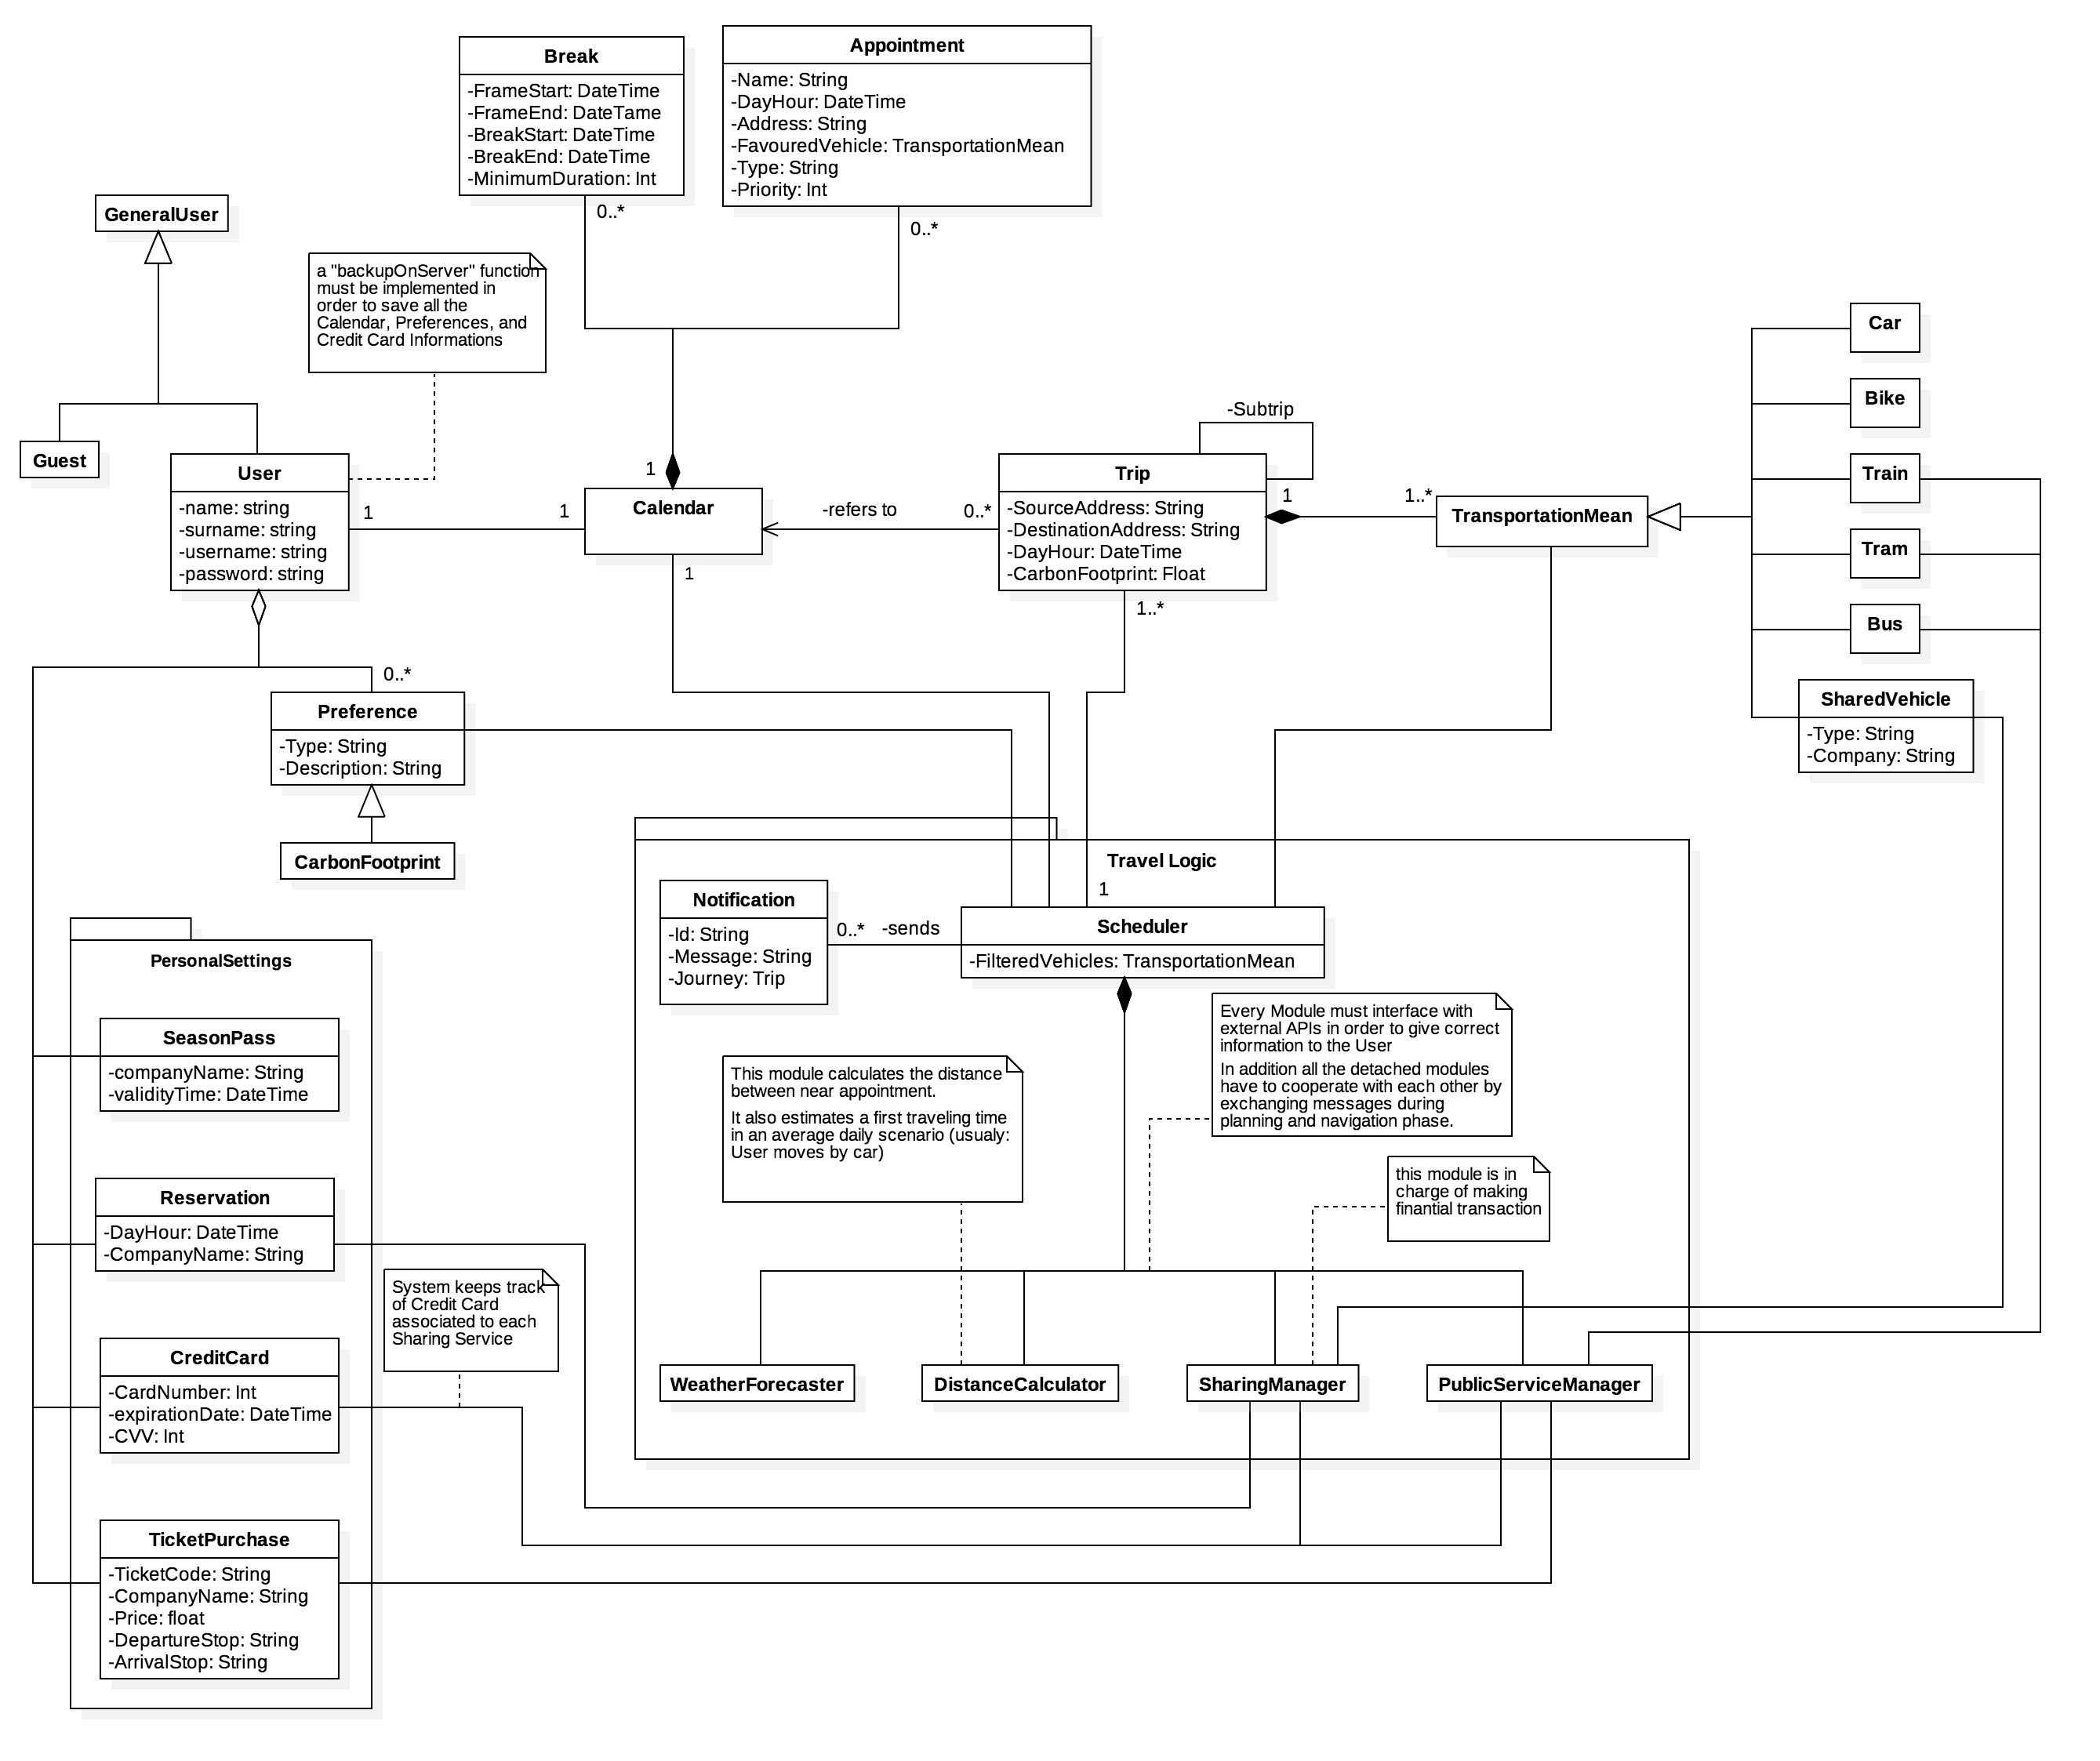 Break
-FrameStart: DateTime
-FrameEnd: DateTame
-BreakStart: DateTime
-BreakEnd: DateTime
-MinimumDuration: Int
0..*
Appointment
-Name: String
-DayHour: DateTime
-Address: String
-FavouredVehicle: TransportationMean
-Type: String
-Priority: Int
0..*
GeneralUser
a "backupOnServer" function
must be implemented in
order to save all the
Calendar, Preferences, and
Credit Card Informations
Guest
User
-name: string
-surname: string
-username: string
-password: string
1
1
1
Calendar
1
-refers to
0..*
-Subtrip
Trip
-SourceAddress: String
-DestinationAddress: String
-DayHour: DateTime
-CarbonFootprint: Float
1
1..*
1..*
TransportationMean
Car
Bike
Train
Tram
Bus
SharedVehicle
-Type: String
-Company: String
0..*
Preference
-Type: String
-Description: String
CarbonFootprint
Travel Logic
Notification
-Id: String
-Message: String
-Journey: Trip
0..*
-sends
1
Scheduler
-FilteredVehicles: TransportationMean
This module calculates the distance
between near appointment.
It also estimates a first traveling time
in an average daily scenario (usualy:
User moves by car)
Every Module must interface with
external APIs in order to give correct
information to the User
In addition all the detached modules
have to cooperate with each other by
exchanging messages during
planning and navigation phase.
this module is in
charge of making
finantial transaction
WeatherForecaster
DistanceCalculator
SharingManager
PublicServiceManager
PersonalSettings
SeasonPass
-companyName: String
-validityTime: DateTime
Reservation
-DayHour: DateTime
-CompanyName: String
System keeps track
of Credit Card
associated to each
Sharing Service
CreditCard
-CardNumber: Int
-expirationDate: DateTime
-CVV: Int
TicketPurchase
-TicketCode: String
-CompanyName: String
-Price: float
-DepartureStop: String
-ArrivalStop: String